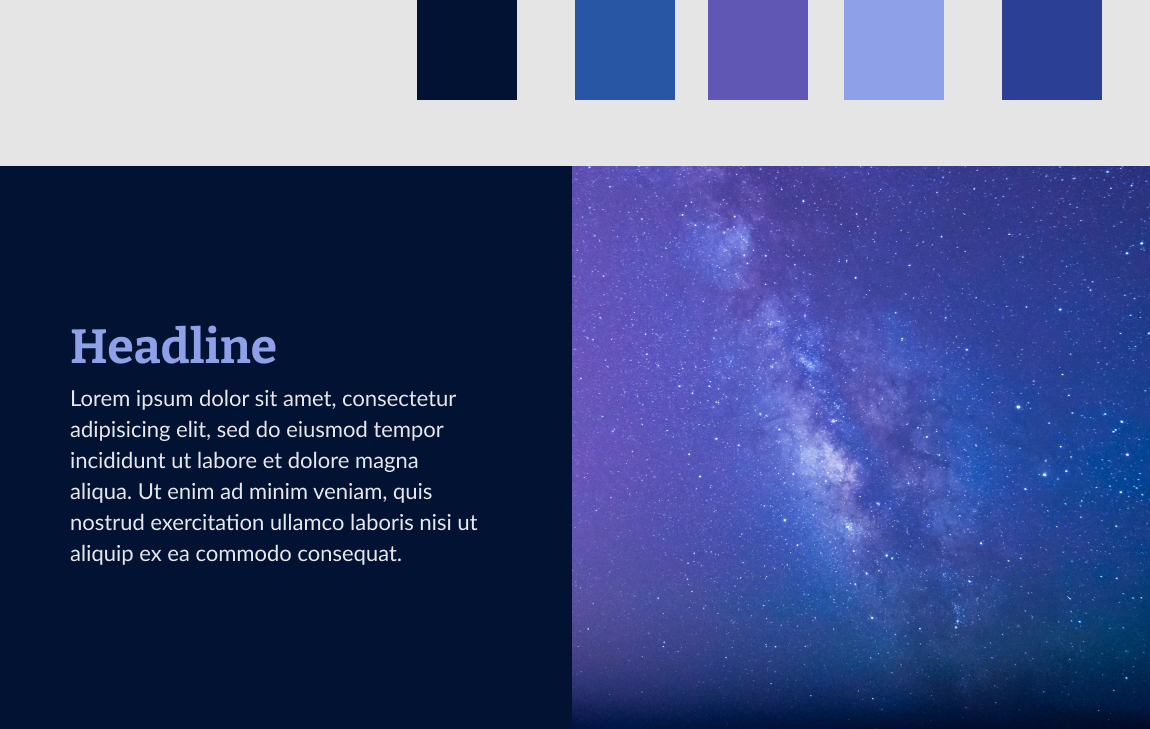 Headline
Lorem ipsum dolor sit amet, consectetur
adipisicing elit, sed do eiusmod tempor
incididunt ut labore et dolore magna
aliqua. Ut enim ad minim veniam, quis
nostrud exercitation ullamco laboris nisi ut
aliquip ex ea commodo consequat.